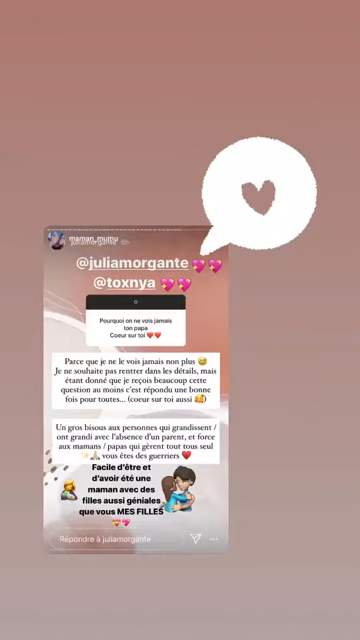 maman_mumu
juliamorgante 6h
@juliamorgante 💖💖
@toxnya 💖💖
Pourquoi on ne vois jamais
ton papa
Coeur sur toi ❤️❤️
Parce que je ne le vois jamais non plus 😅
Je ne souhaite pas rentrer dans les détails, mais
étant donné que je reçois beaucoup cette
question au moins c'est répondu une bonne
fois pour toutes... (coeur sur toi aussi 🥰)
Un gros bisous aux personnes qui grandissent /
ont grandi avec l'absence d'un parent, et force
aux mamans / papas qui gèrent tout tous seul
✨🙏🏼 vous êtes des guerriers ❤️
Facile d'être et
d'avoir été une
maman avec des
filles aussi géniales
que vous MES FILLES
😍💖
Répondre à juliamorgante